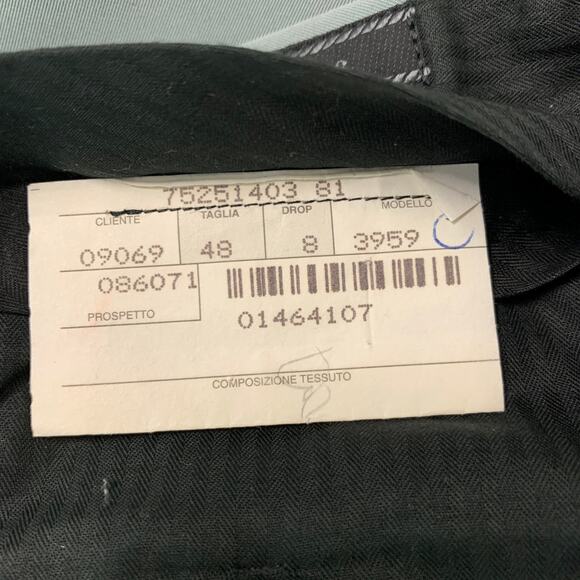 75251403 81
CLIENTE TAGLIA DROP MODELLO
09069 48 8 3959
086071
PROSPETTO
01464107
COMPOSIZIONE TESSUTO